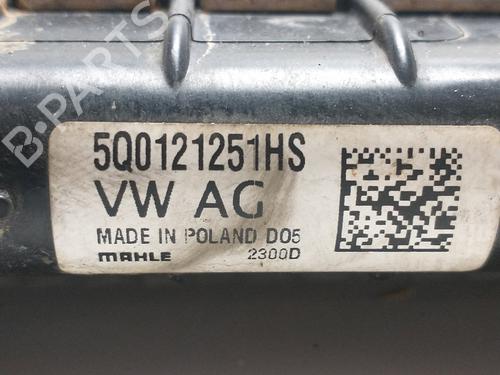 5Q0121251HS
VW AG
MADE IN POLAND D05
MAHLE 2300D
B-PARTS